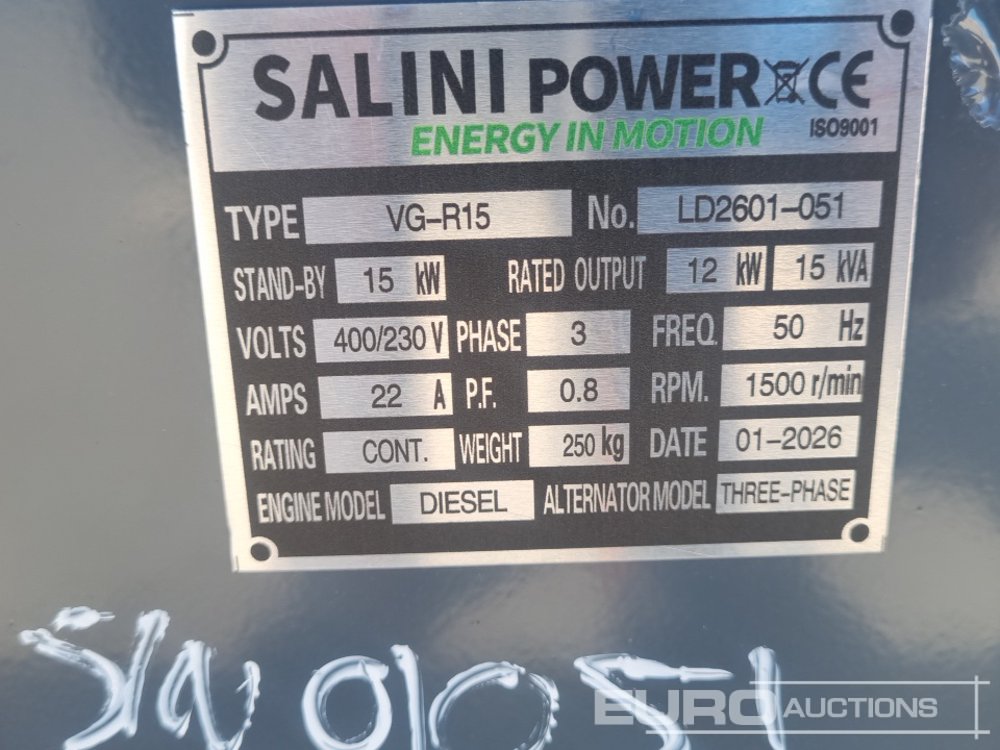 SALINI POWER CE
ENERGY IN MOTION ISO9001
TYPE VG-R15 No. LD2601-051
STAND-BY 15 kW RATED OUTPUT 12 kW 15 kVA
VOLTS 400/230 V PHASE 3 FREQ. 50 Hz
AMPS 22 A P.F. 0.8 RPM. 1500 r/min
RATING CONT. WEIGHT 250 kg DATE 01-2026
ENGINE MODEL DIESEL ALTERNATOR MODEL THREE-PHASE
S/N 01051
EURO AUCTIONS